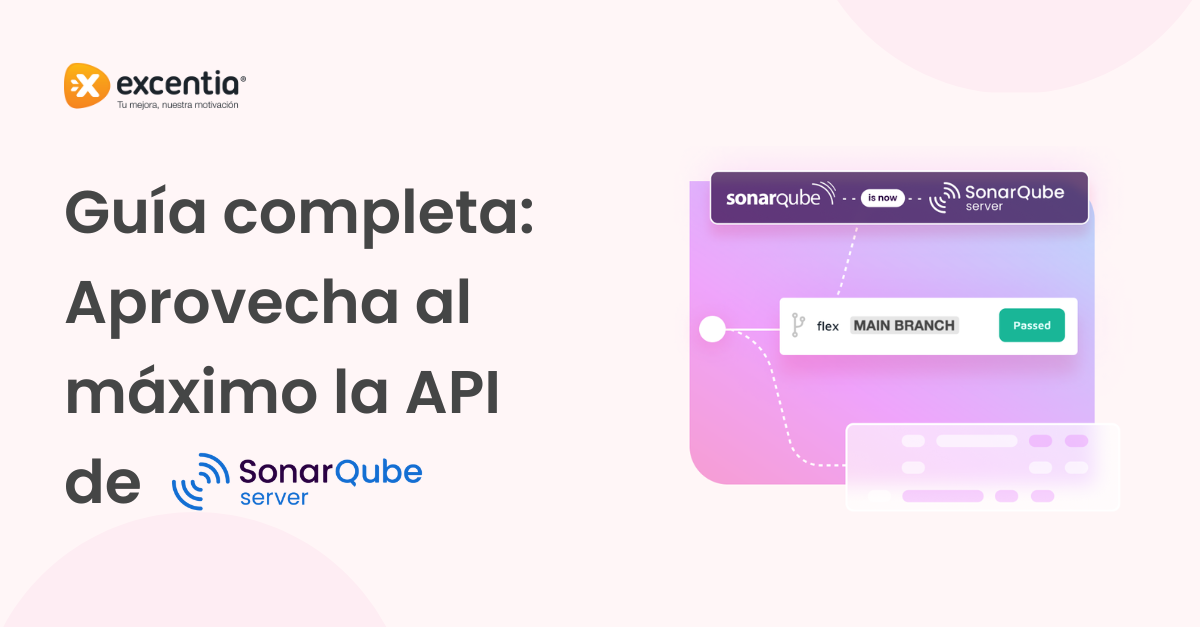 excentia®
Tu mejora, nuestra motivación
Guía completa:
Aprovecha al
máximo la API
de SonarQube
server
sonarqube is now SonarQube
server
flex MAIN BRANCH Passed